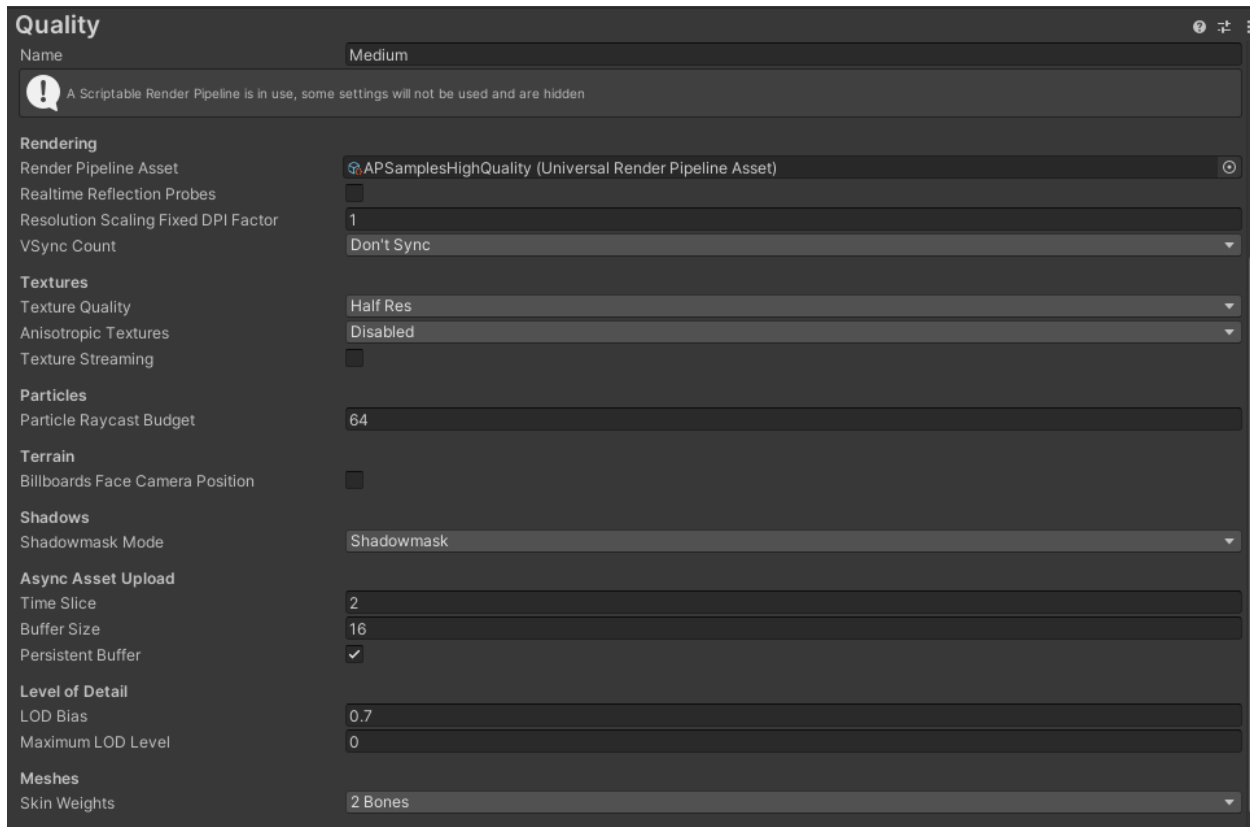 Quality
Name Medium
A Scriptable Render Pipeline is in use, some settings will not be used and are hidden
Rendering
Render Pipeline Asset APSamplesHighQuality (Universal Render Pipeline Asset)
Realtime Reflection Probes
Resolution Scaling Fixed DPI Factor 1
VSync Count Don't Sync
Textures
Texture Quality Half Res
Anisotropic Textures Disabled
Texture Streaming
Particles
Particle Raycast Budget 64
Terrain
Billboards Face Camera Position
Shadows
Shadowmask Mode Shadowmask
Async Asset Upload
Time Slice 2
Buffer Size 16
Persistent Buffer
Level of Detail
LOD Bias 0.7
Maximum LOD Level 0
Meshes
Skin Weights 2 Bones